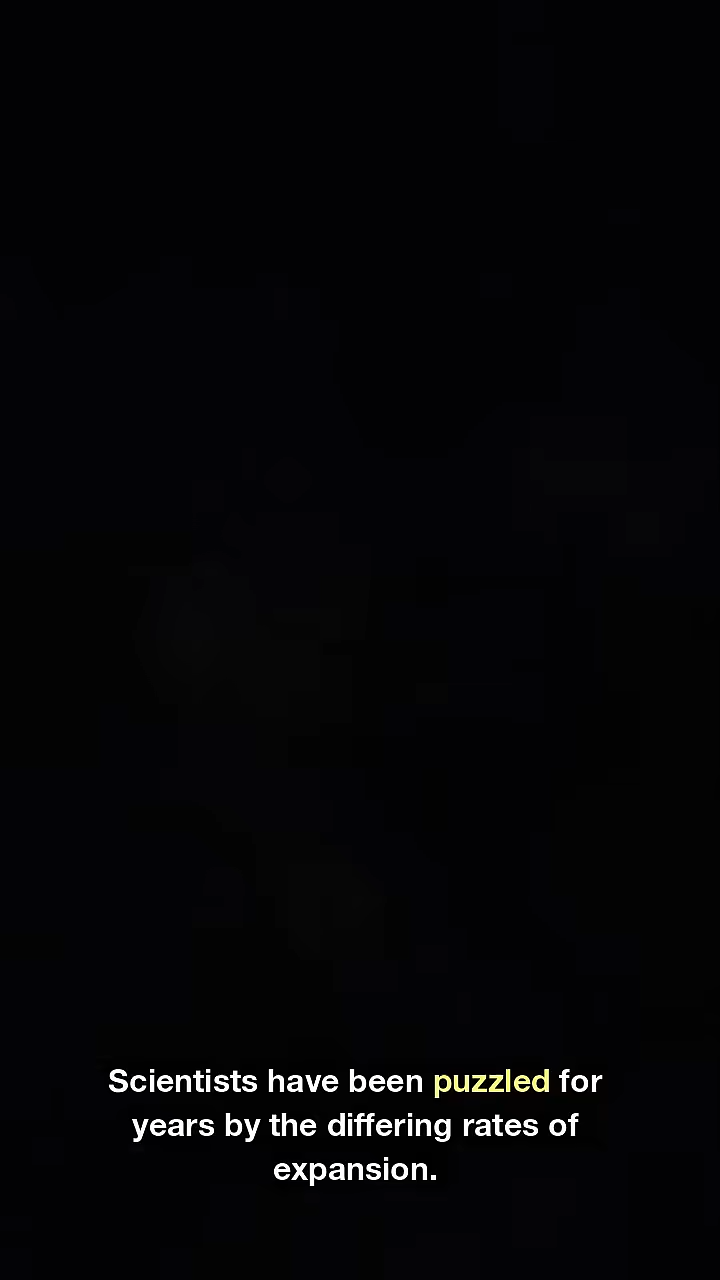 Scientists have been puzzled for
years by the differing rates of
expansion.